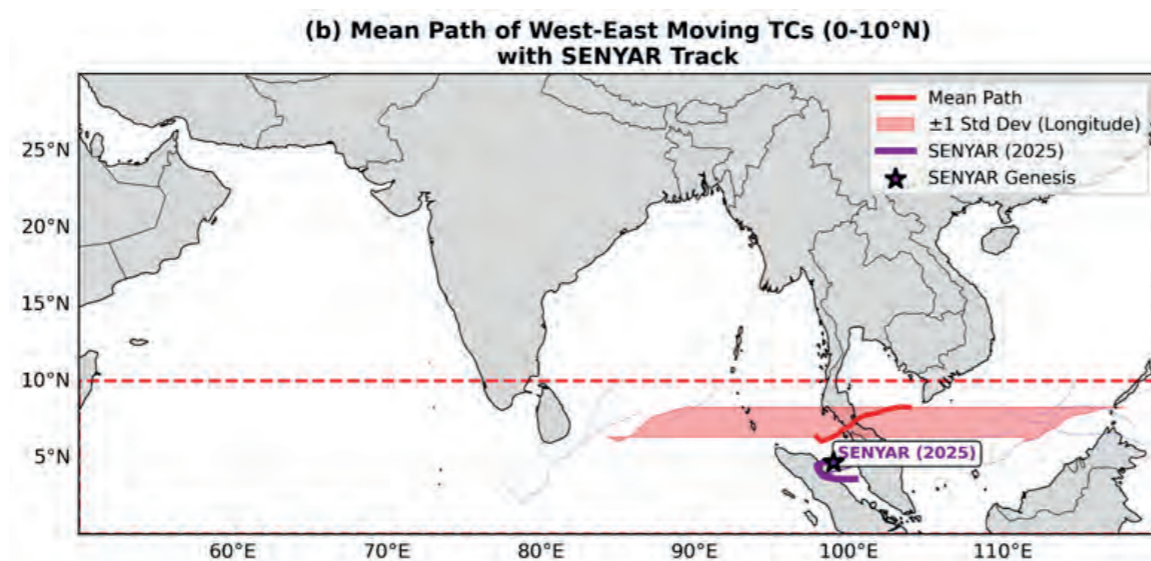 (b) Mean Path of West-East Moving TCs (0-10°N)
with SENYAR Track
Mean Path
±1 Std Dev (Longitude)
SENYAR (2025)
SENYAR Genesis
25°N
20°N
15°N
10°N
5°N
SENYAR (2025)
60°E
70°E
80°E
90°E
100°E
110°E